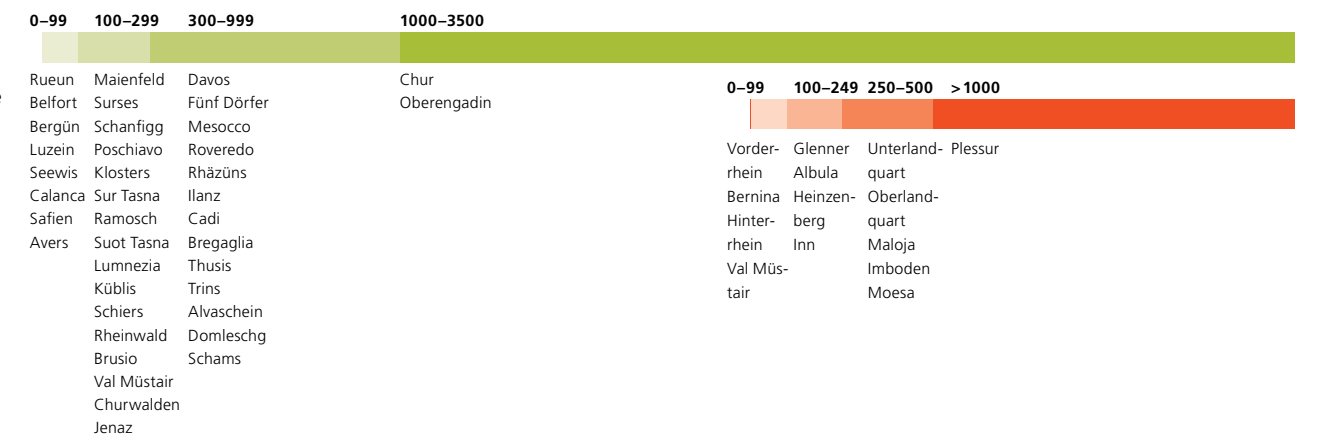 0–99 100–299 300–999 1000–3500
Rueun Maienfeld Davos Chur
Belfort Surses Fünf Dörfer Oberengadin
Bergün Schanfigg Mesocco
Luzein Poschiavo Roveredo
Seewis Klosters Rhäzüns
Calanca Sur Tasna Ilanz
Safien Ramosch Cadi
Avers Suot Tasna Bregaglia
Lumnezia Thusis
Küblis Trins
Schiers Alvaschein
Rheinwald Domleschg
Brusio Schams
Val Müstair
Churwalden
Jenaz
0–99 100–249 250–500 >1000
Vorder- Glenner Unterland- Plessur
rhein Albula quart
Bernina Heinzen- Oberland-
Hinter- berg quart
rhein Inn Maloja
Val Müs- Imboden
tair Moesa